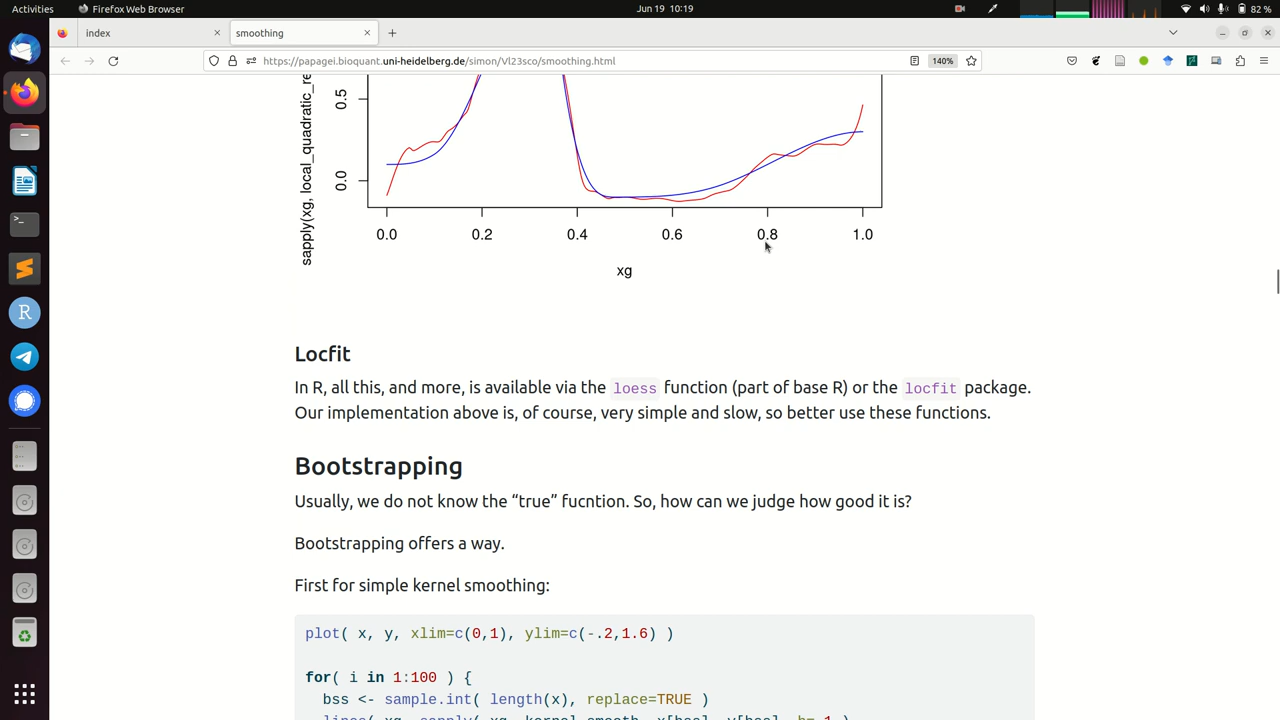 Activities
Firefox Web Browser
Jun 19 10:19
82 %
index
smoothing
https://papagei.bioquant.uni-heidelberg.de/simon/Vl23sco/smoothing.html
140%
sapply(xg, local_quadratic_re
0.5
0.0
0.0 0.2 0.4 0.6 0.8 1.0
xg
Locfit
In R, all this, and more, is available via the loess function (part of base R) or the locfit package.
Our implementation above is, of course, very simple and slow, so better use these functions.
Bootstrapping
Usually, we do not know the “true” fucntion. So, how can we judge how good it is?
Bootstrapping offers a way.
First for simple kernel smoothing:
plot( x, y, xlim=c(0,1), ylim=c(-.2,1.6) )
for( i in 1:100 ) {
bss <- sample.int( length(x), replace=TRUE )